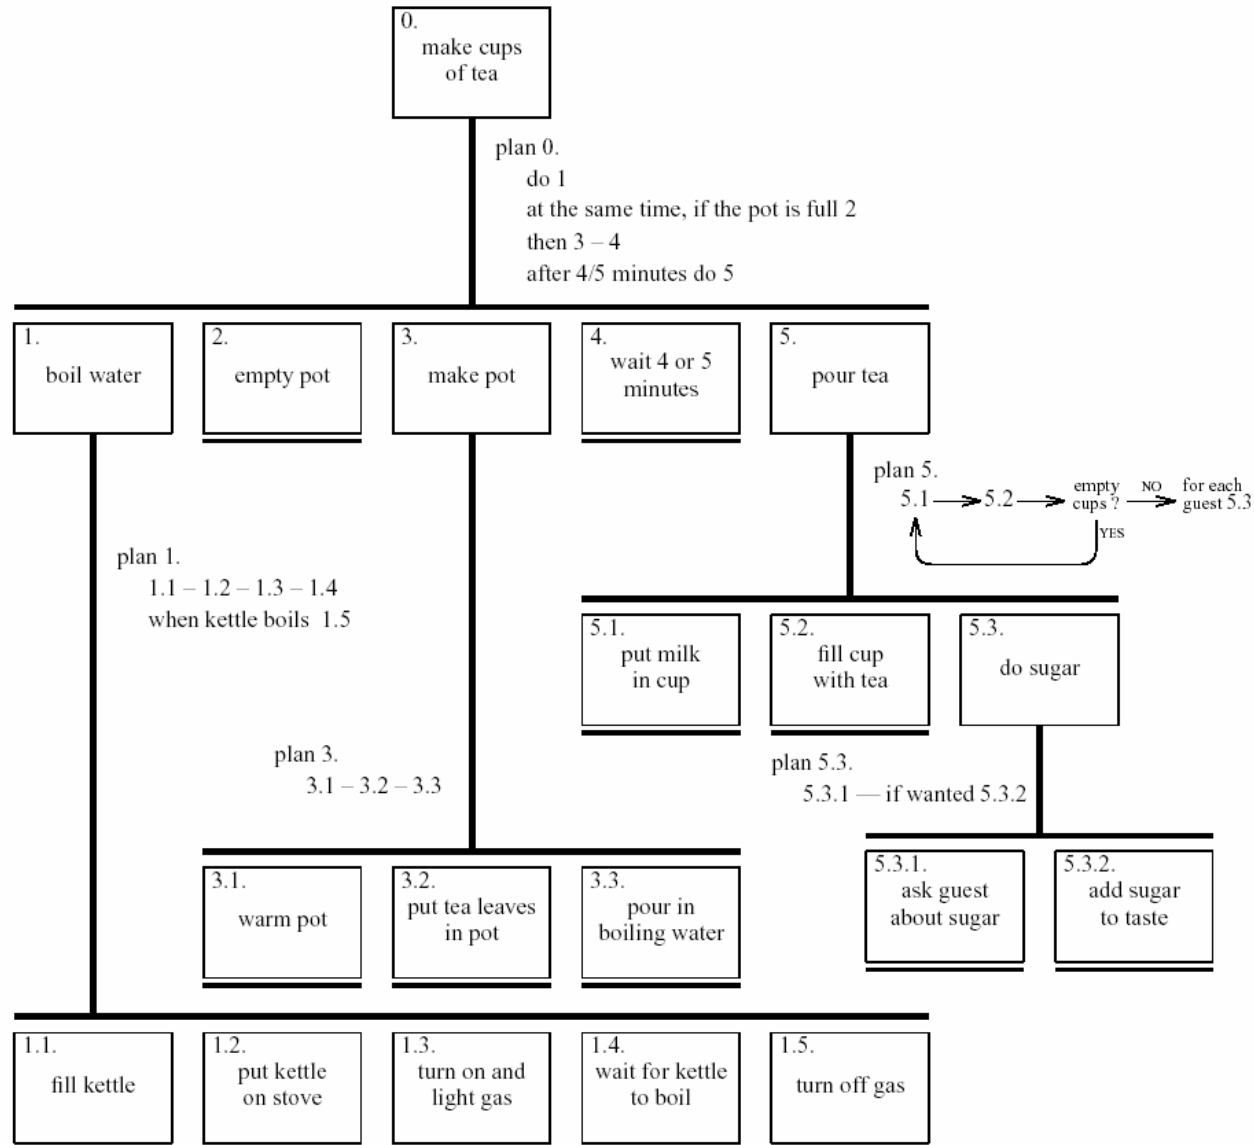 0.
make cups
of tea
plan 0.
do 1
at the same time, if the pot is full 2
then 3 – 4
after 4/5 minutes do 5
1.
boil water
2.
empty pot
3.
make pot
4.
wait 4 or 5
minutes
5.
pour tea
plan 5.
5.1
5.2
empty
cups ?
NO
for each
guest 5.3
YES
plan 1.
1.1 – 1.2 – 1.3 – 1.4
when kettle boils 1.5
5.1.
put milk
in cup
5.2.
fill cup
with tea
5.3.
do sugar
plan 3.
3.1 – 3.2 – 3.3
plan 5.3.
5.3.1 — if wanted 5.3.2
3.1.
warm pot
3.2.
put tea leaves
in pot
3.3.
pour in
boiling water
5.3.1.
ask guest
about sugar
5.3.2.
add sugar
to taste
1.1.
fill kettle
1.2.
put kettle
on stove
1.3.
turn on and
light gas
1.4.
wait for kettle
to boil
1.5.
turn off gas